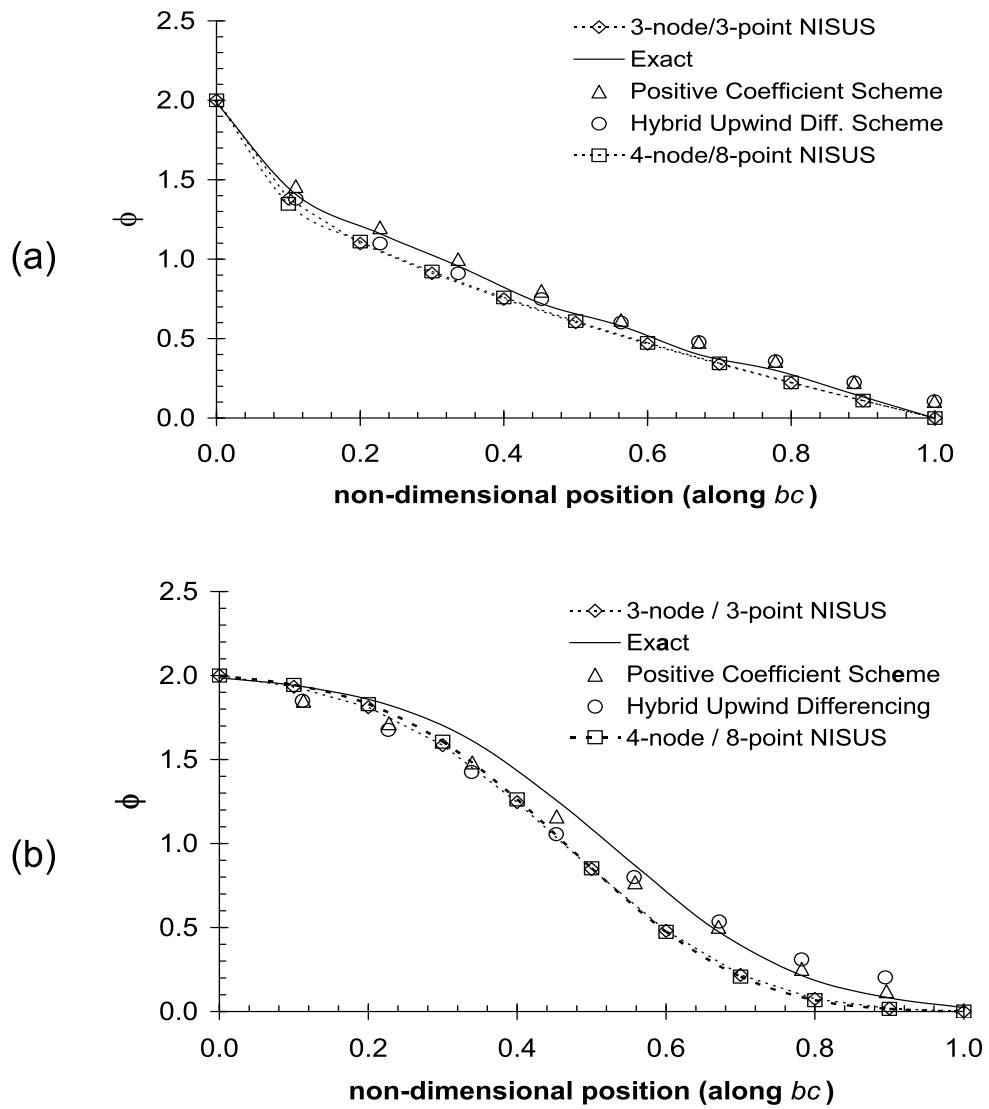 2.5
3-node/3-point NISUS
Exact
Positive Coefficient Scheme
Hybrid Upwind Diff. Scheme
4-node/8-point NISUS
2.0
1.5
ϕ
(a)
1.0
0.5
0.0
0.0 0.2 0.4 0.6 0.8 1.0
non-dimensional position (along bc)
2.5
3-node / 3-point NISUS
Exact
Positive Coefficient Scheme
Hybrid Upwind Differencing
4-node / 8-point NISUS
2.0
1.5
ϕ
(b)
1.0
0.5
0.0
0.0 0.2 0.4 0.6 0.8 1.0
non-dimensional position (along bc)